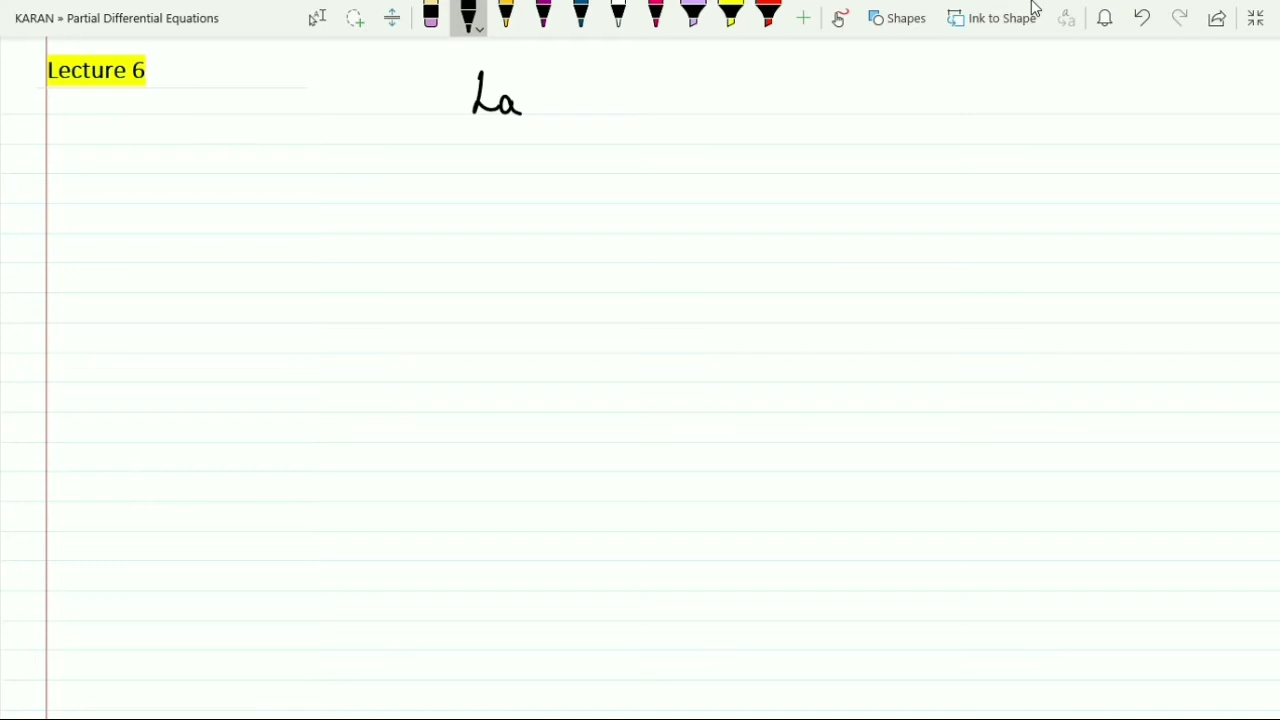 KARAN » Partial Differential Equations Shapes Ink to Shape
Lecture 6
La